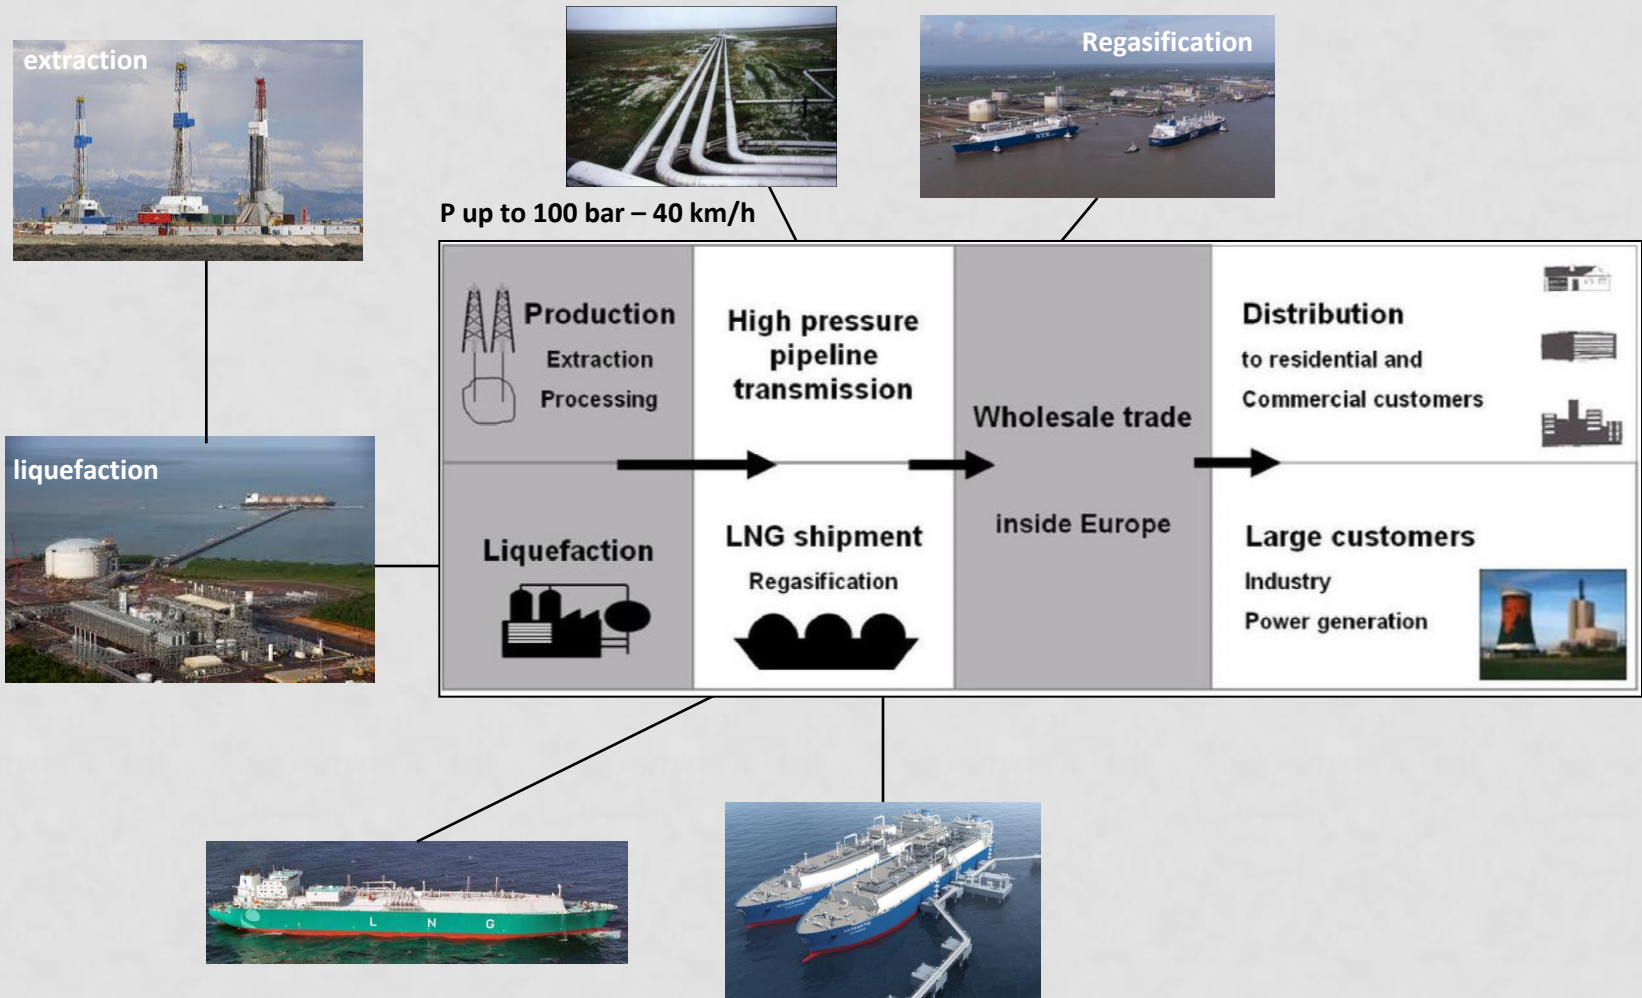 extraction
Regasification
P up to 100 bar – 40 km/h
Production
Extraction
Processing
High pressure
pipeline
transmission
Wholesale trade
inside Europe
Distribution
to residential and
Commercial customers
liquefaction
Liquefaction
LNG shipment
Regasification
Large customers
Industry
Power generation
NYK
L N G